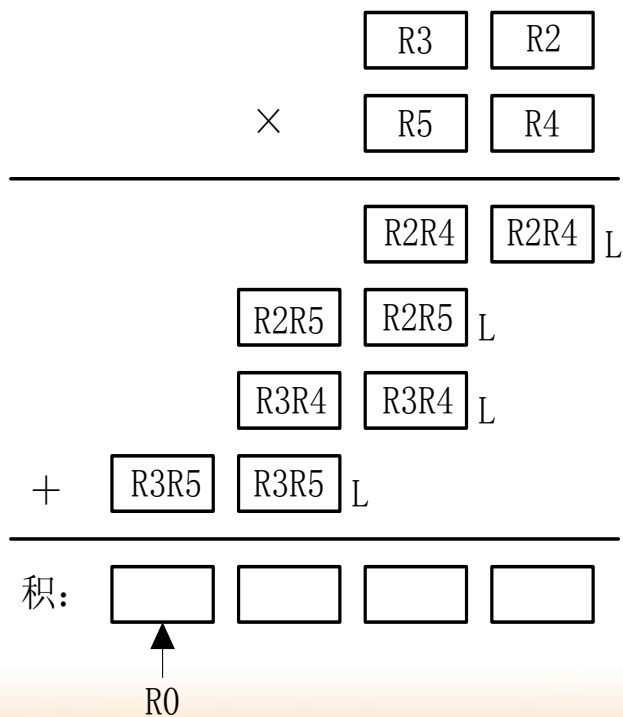 R3 R2
× R5 R4
R2R4 R2R4 L
R2R5 R2R5 L
R3R4 R3R4 L
+ R3R5 R3R5 L
积:
R0